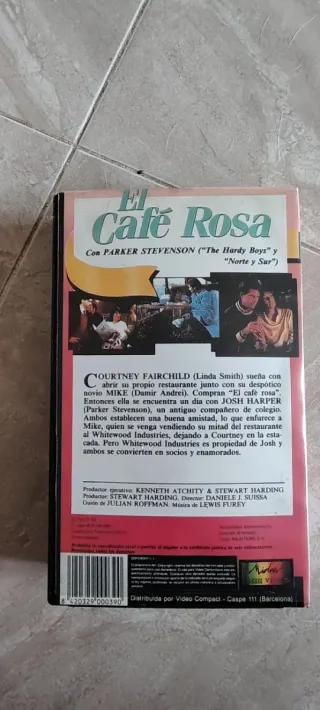 El
Café Rosa
Con PARKER STEVENSON ("The Hardy Boys" y
"Norte y Sur")
COURTNEY FAIRCHILD (Linda Smith) sueña con
abrir su propio restaurante junto con su despótico
novio MIKE (Damir Andrei). Compran "El café rosa".
Entonces ella se encuentra un día con JOSH HARPER
(Parker Stevenson), un antiguo compañero de colegio.
Ambos establecen una buena amistad, lo que enfurece a
Mike, quien se venga vendiendo su mitad del restaurante
al Whitewood Industries, dejando a Courtney en la esta-
cada. Pero Whitewood Industries es propiedad de Josh y
ambos se convierten en socios y enamorados.
Productor ejecutivo: KENNETH ATCHITY & STEWART HARDING
Productor: STEWART HARDING. Director: DANIELE J. SUISSA
Guión de JULIAN ROFFMAN. Música de LEWIS FUREY
8 420329 000390
Distribuida por Video Compact - Caspe 111 (Barcelona)